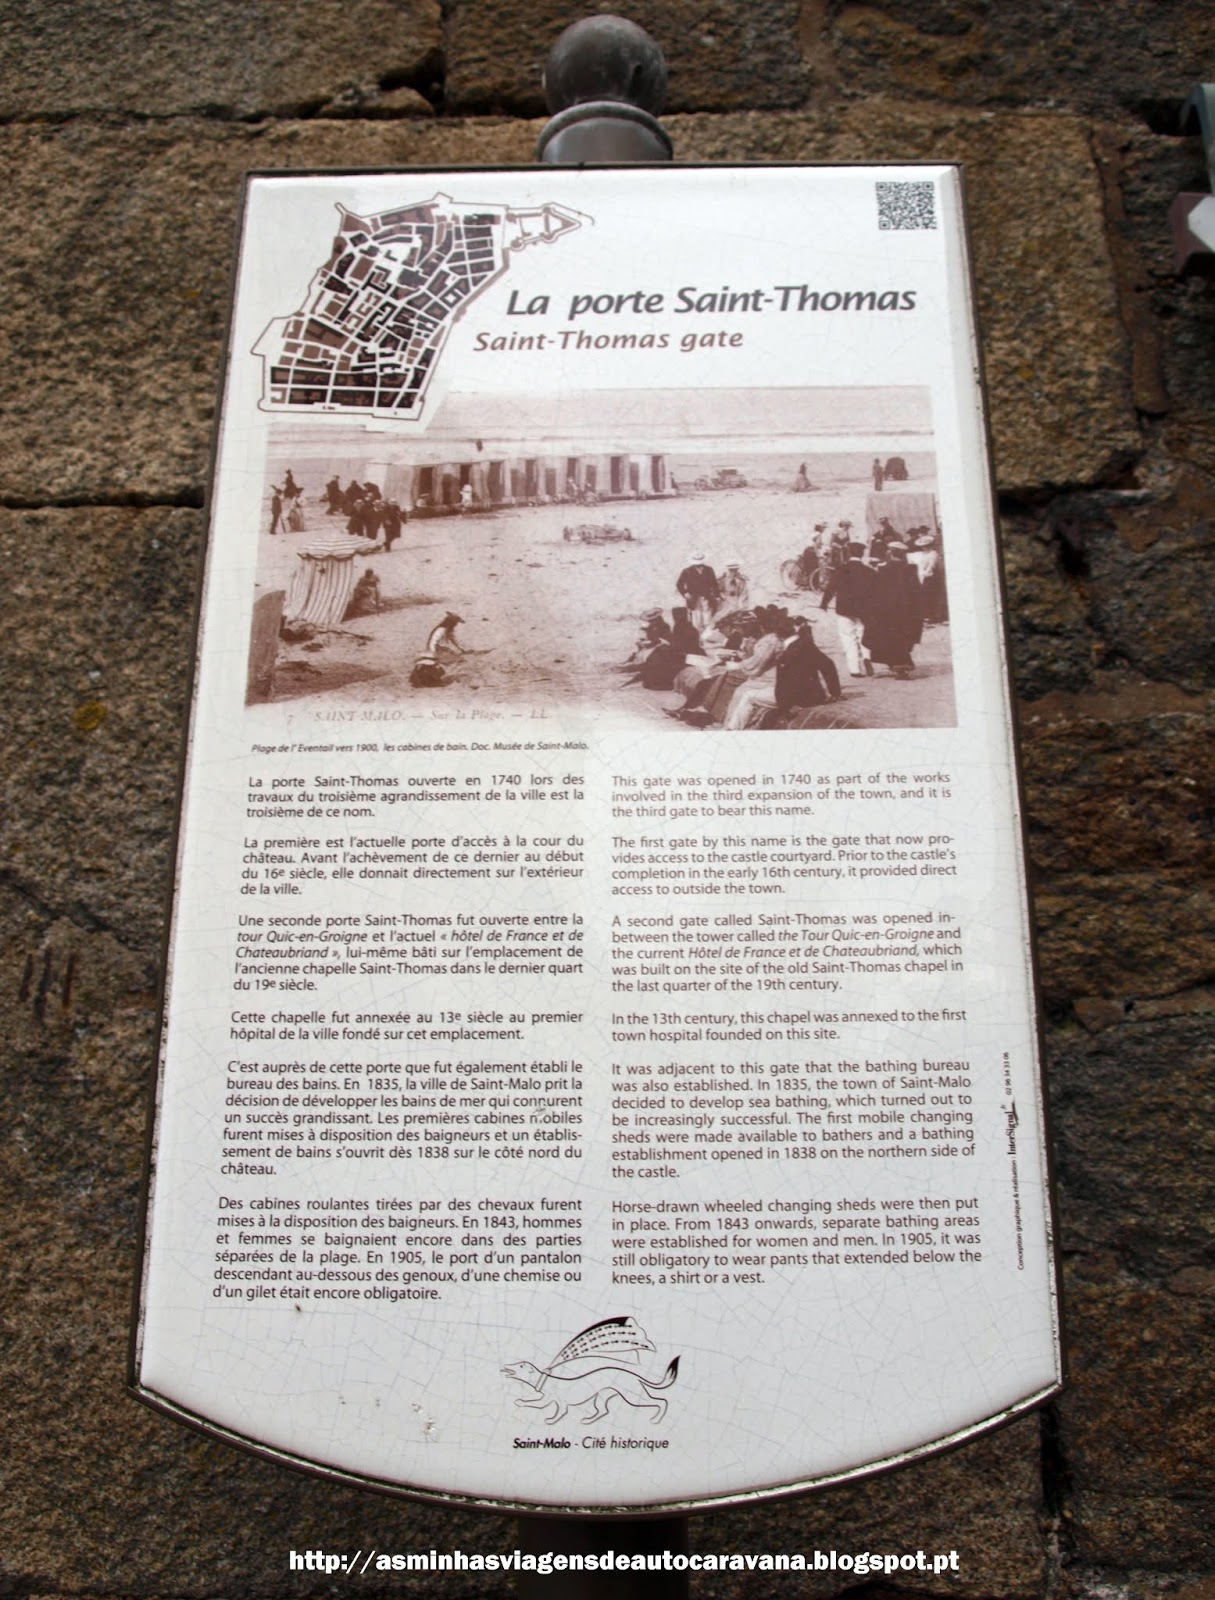 La porte Saint-Thomas
Saint-Thomas gate
7 SAINT-MALO. — Sur la Plage. — LL.
Plage de l'Eventail vers 1900, les cabines de bain. Doc. Musée de Saint-Malo.
La porte Saint-Thomas ouverte en 1740 lors des
travaux du troisième agrandissement de la ville est la
troisième de ce nom.
La première est l'actuelle porte d'accès à la cour du
château. Avant l'achèvement de ce dernier au début
du 16e siècle, elle donnait directement sur l'extérieur
de la ville.
Une seconde porte Saint-Thomas fut ouverte entre la
tour Quic-en-Groigne et l'actuel « hôtel de France et de
Chateaubriand », lui-même bâti sur l'emplacement de
l'ancienne chapelle Saint-Thomas dans le dernier quart
du 19e siècle.
Cette chapelle fut annexée au 13e siècle au premier
hôpital de la ville fondé sur cet emplacement.
C'est auprès de cette porte que fut également établi le
bureau des bains. En 1835, la ville de Saint-Malo prit la
décision de développer les bains de mer qui connurent
un succès grandissant. Les premières cabines mobiles
furent mises à disposition des baigneurs et un établis-
sement de bains s'ouvrit dès 1838 sur le côté nord du
château.
Des cabines roulantes tirées par des chevaux furent
mises à la disposition des baigneurs. En 1843, hommes
et femmes se baignaient encore dans des parties
séparées de la plage. En 1905, le port d'un pantalon
descendant au-dessous des genoux, d'une chemise ou
d'un gilet était encore obligatoire.
This gate was opened in 1740 as part of the works
involved in the third expansion of the town, and it is
the third gate to bear this name.
The first gate by this name is the gate that now pro-
vides access to the castle courtyard. Prior to the castle's
completion in the early 16th century, it provided direct
access to outside the town.
A second gate called Saint-Thomas was opened in-
between the tower called the Tour Quic-en-Groigne and
the current Hôtel de France et de Chateaubriand, which
was built on the site of the old Saint-Thomas chapel in
the last quarter of the 19th century.
In the 13th century, this chapel was annexed to the first
town hospital founded on this site.
It was adjacent to this gate that the bathing bureau
was also established. In 1835, the town of Saint-Malo
decided to develop sea bathing, which turned out to
be increasingly successful. The first mobile changing
sheds were made available to bathers and a bathing
establishment opened in 1838 on the northern side of
the castle.
Horse-drawn wheeled changing sheds were then put
in place. From 1843 onwards, separate bathing areas
were established for women and men. In 1905, it was
still obligatory to wear pants that extended below the
knees, a shirt or a vest.
Conception graphique & réalisation : InterSignal 02 96 34 33 06
Saint-Malo - Cité historique
http://asminhasviagensdeautocaravana.blogspot.pt